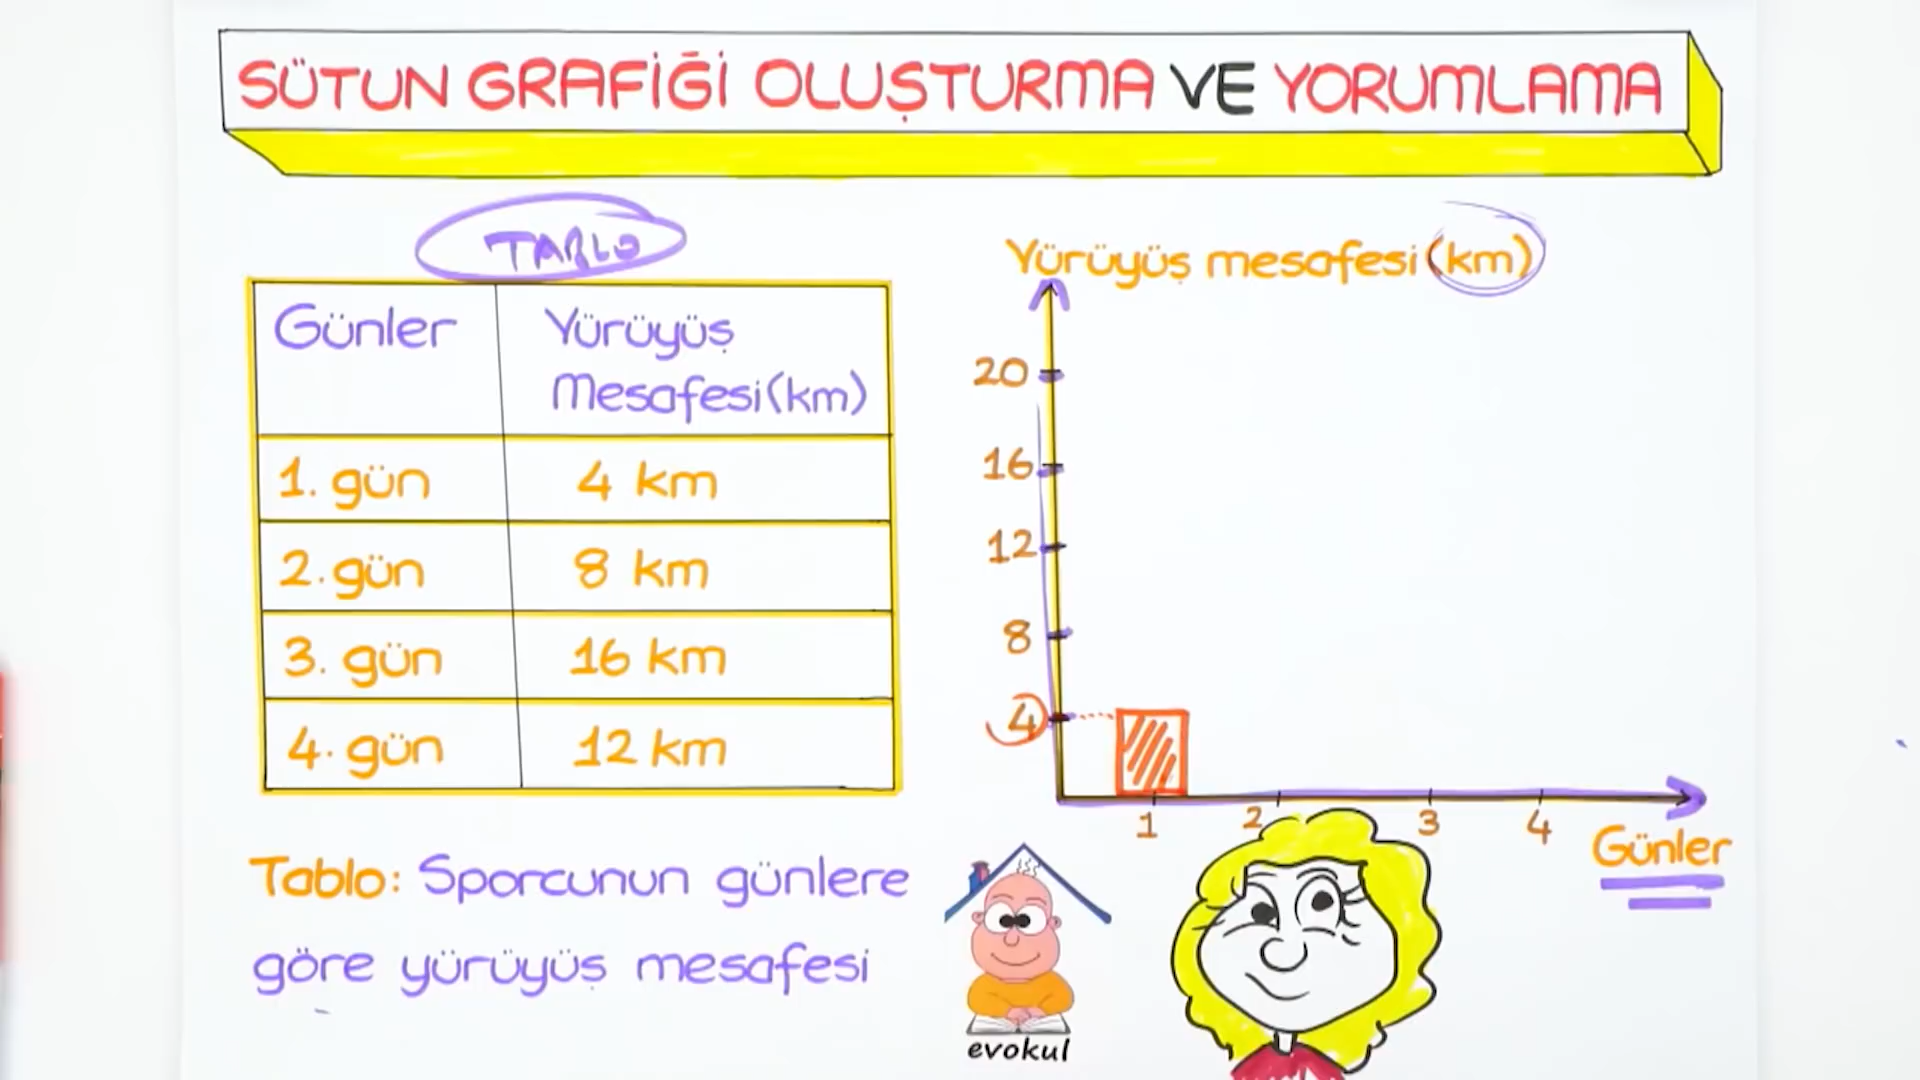 SÜTUN GRAFİĞİ OLUŞTURMA VE YORUMLAMA
TABLO
Günler
Yürüyüş
Mesafesi (km)
1. gün 4 km
2. gün 8 km
3. gün 16 km
4. gün 12 km
Tablo: Sporcunun günlere
göre yürüyüş mesafesi
Yürüyüş mesafesi (km)
20
16
12
8
4
1 2 3 4
Günler
evokul